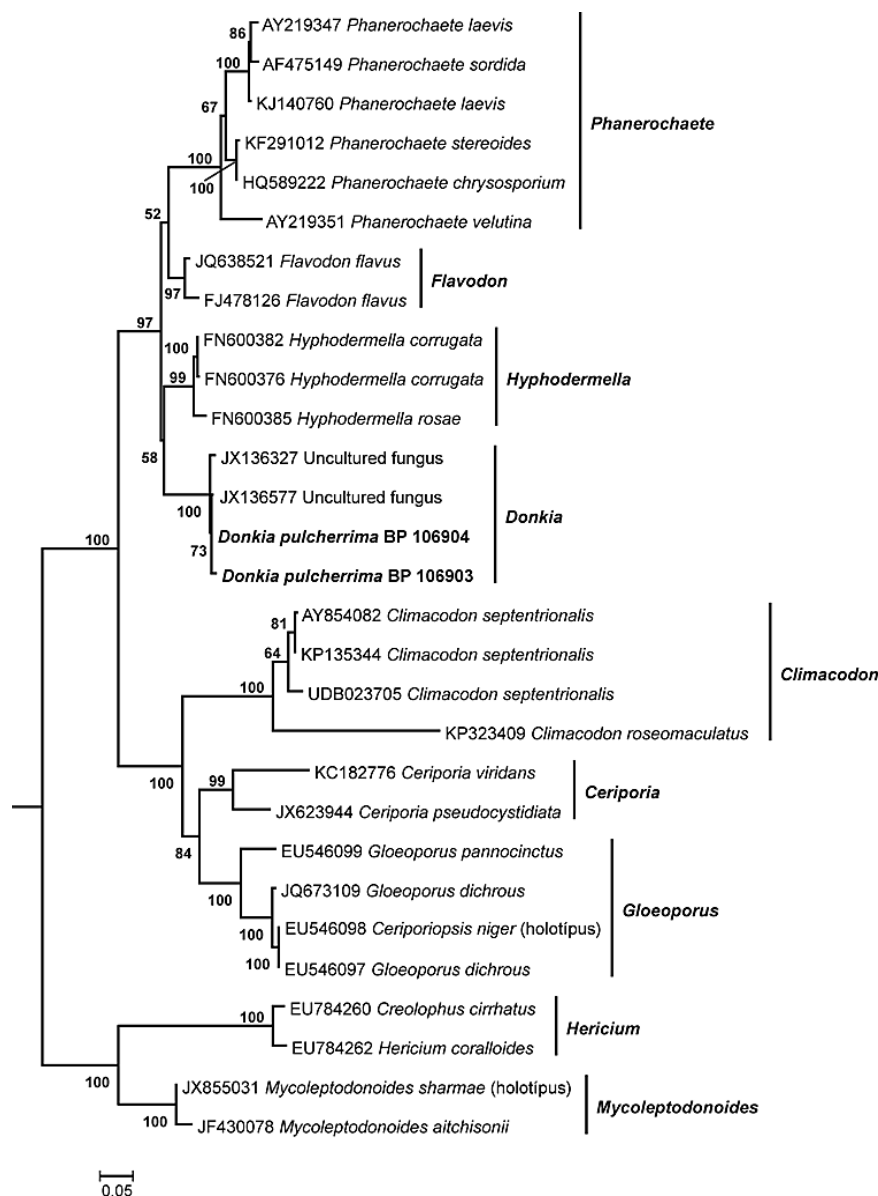 AY219347 Phanerochaete laevis
86
AF475149 Phanerochaete sordida
100
KJ140760 Phanerochaete laevis
67
Phanerochaete
KF291012 Phanerochaete stereoides
100
100
HQ589222 Phanerochaete chrysosporium
52
AY219351 Phanerochaete velutina
JQ638521 Flavodon flavus
Flavodon
97
FJ478126 Flavodon flavus
97
FN600382 Hyphodermella corrugata
100
99
FN600376 Hyphodermella corrugata
Hyphodermella
FN600385 Hyphodermella rosae
58
JX136327 Uncultured fungus
JX136577 Uncultured fungus
100
Donkia
Donkia pulcherrima BP 106904
100
73
Donkia pulcherrima BP 106903
AY854082 Climacodon septentrionalis
81
64
KP135344 Climacodon septentrionalis
Climacodon
100
UDB023705 Climacodon septentrionalis
KP323409 Climacodon roseomaculatus
100
99
KC182776 Ceriporia viridans
Ceriporia
JX623944 Ceriporia pseudocystidiata
84
EU546099 Gloeoporus pannocinctus
100
JQ673109 Gloeoporus dichrous
Gloeoporus
100
EU546098 Ceriporiopsis niger (holotípus)
100
EU546097 Gloeoporus dichrous
EU784260 Creolophus cirrhatus
100
Hericium
EU784262 Hericium coralloides
100
JX855031 Mycoleptodonoides sharmae (holotípus)
Mycoleptodonoides
100
JF430078 Mycoleptodonoides aitchisonii
0.05